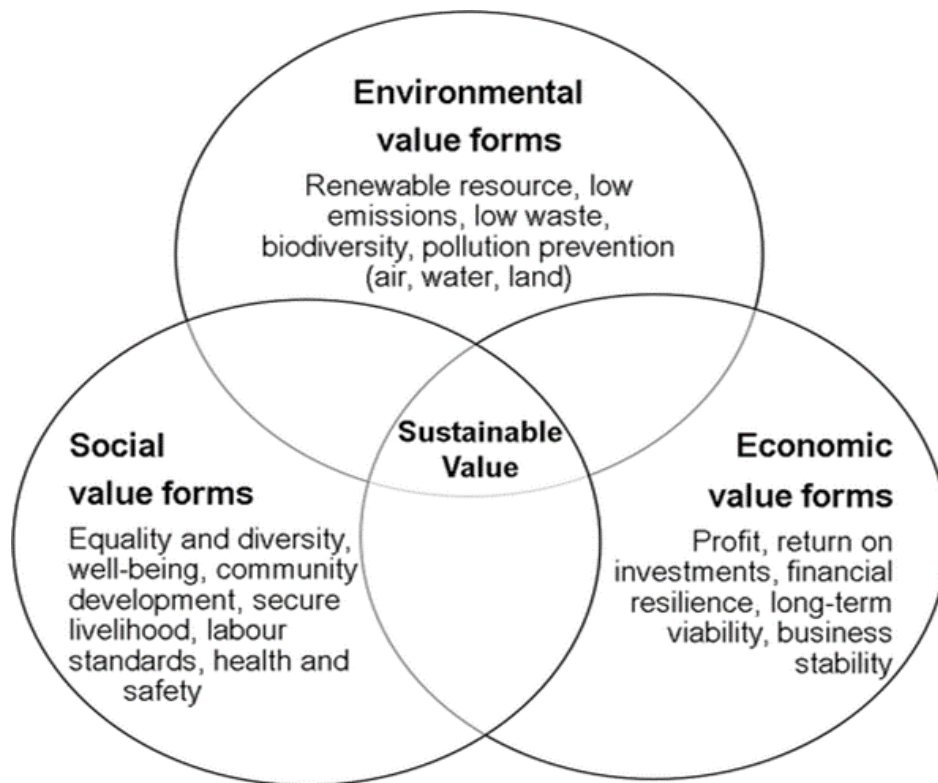 Environmental
value forms
Renewable resource, low
emissions, low waste,
biodiversity, pollution prevention
(air, water, land)
Sustainable
Value
Social
value forms
Equality and diversity,
well-being, community
development, secure
livelihood, labour
standards, health and
safety
Economic
value forms
Profit, return on
investments, financial
resilience, long-term
viability, business
stability